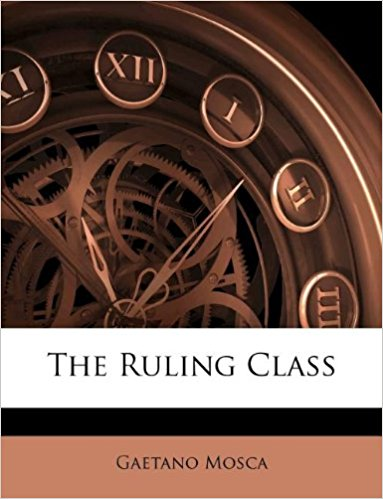 XI
XII
I
II
III
THE RULING CLASS
GAETANO MOSCA